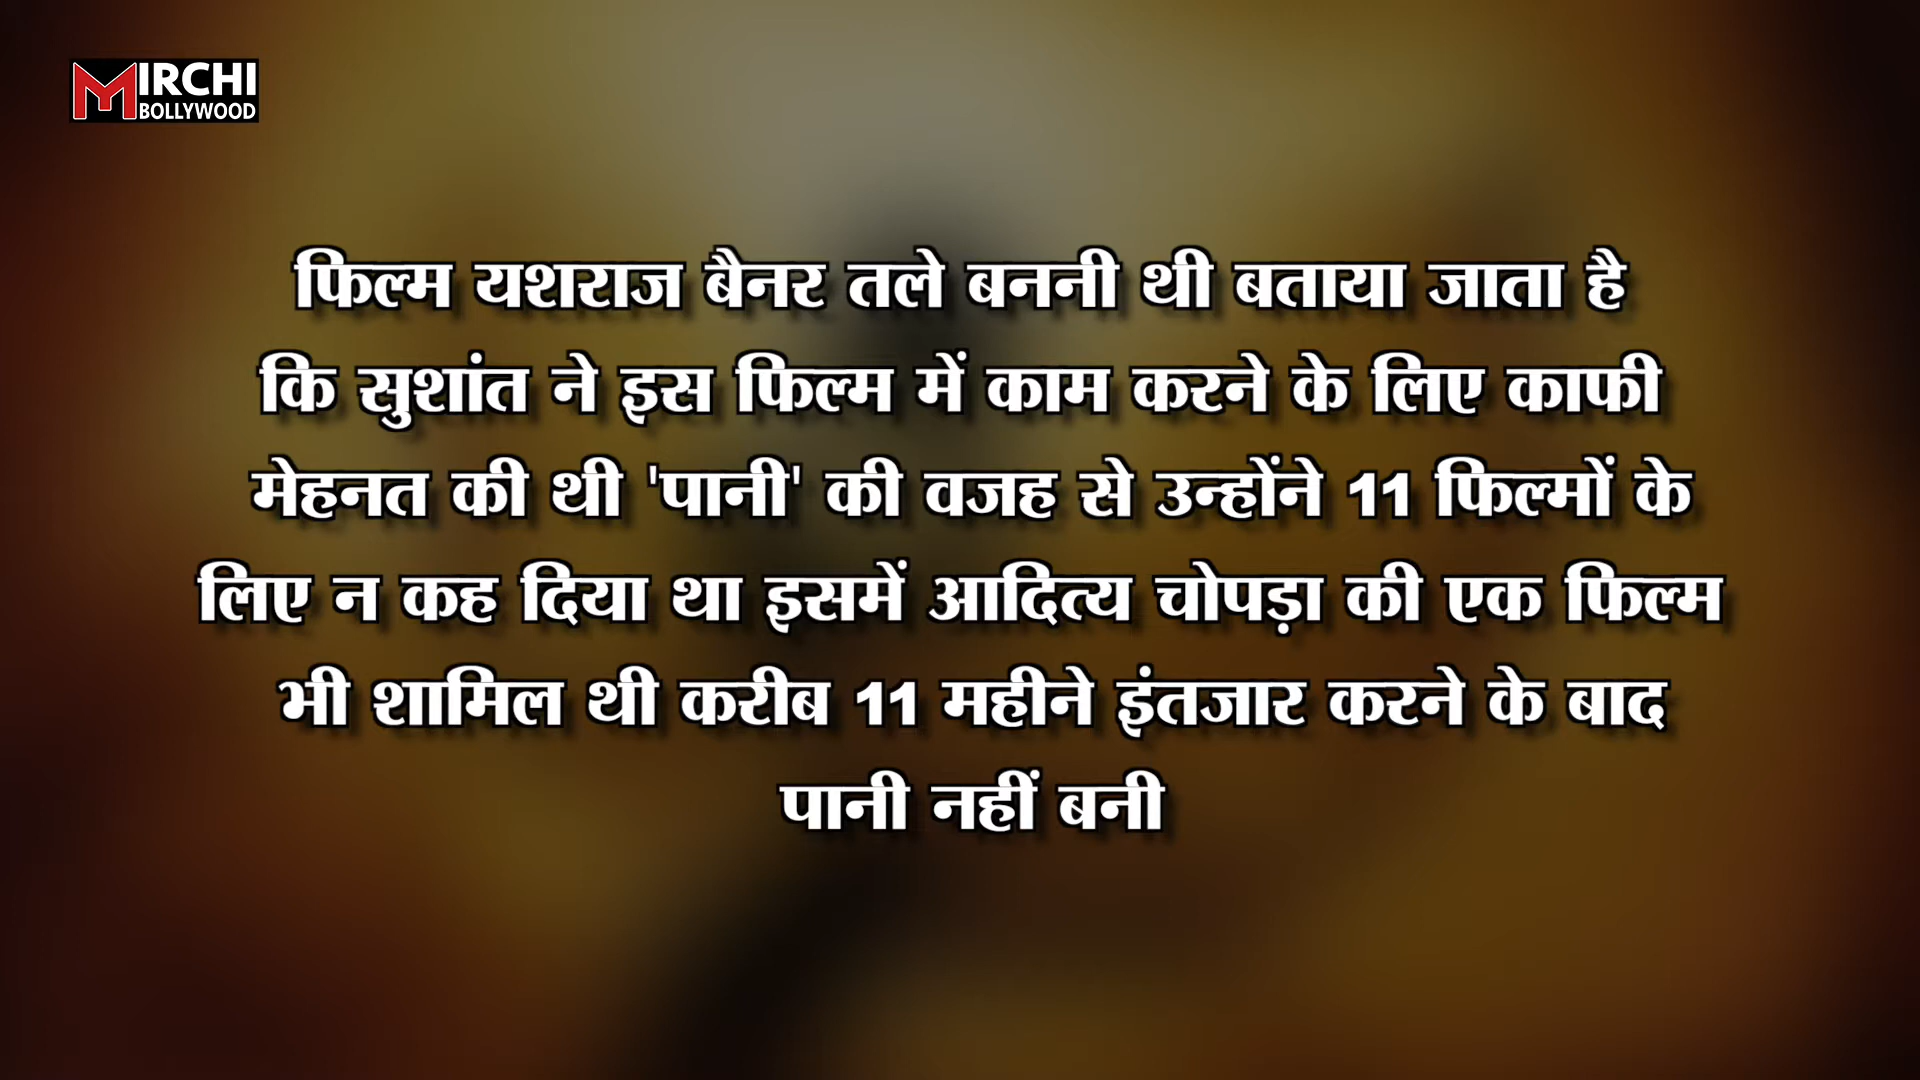 MIRCHI
BOLLYWOOD
फिल्म यशराज बैनर तले बननी थी बताया जाता है
कि सुशांत ने इस फिल्म में काम करने के लिए काफी
मेहनत की थी 'पानी' की वजह से उन्होंने 11 फिल्मों के
लिए न कह दिया था इसमें आदित्य चोपड़ा की एक फिल्म
भी शामिल थी करीब 11 महीने इंतजार करने के बाद
पानी नहीं बनी